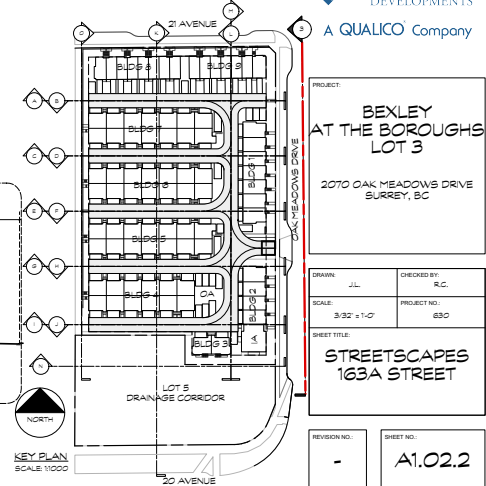 DEVELOPMENTS
A QUALICO® Company
PROJECT:
BEXLEY
AT THE BOROUGHS
LOT 3
2070 OAK MEADOWS DRIVE
SURREY, BC
DRAWN:
J.L.
CHECKED BY:
R.C.
SCALE:
3/32" = 1'-0"
PROJECT NO.:
630
SHEET TITLE:
STREETSCAPES
163A STREET
REVISION NO.:
-
SHEET NO.:
A1.02.2
21 AVENUE
H
O
K
L
3
BLDG 8
BLDG 9
A
B
BLDG 7
BLDG 1
C
D
BLDG 6
OAK MEADOWS DRIVE
E
F
BLDG 5
G
H
BLDG 4
OA
BLDG 2
I
J
BLDG 3
1A
N
LOT 5
DRAINAGE CORRIDOR
NORTH
KEY PLAN
SCALE: 1:1000
20 AVENUE